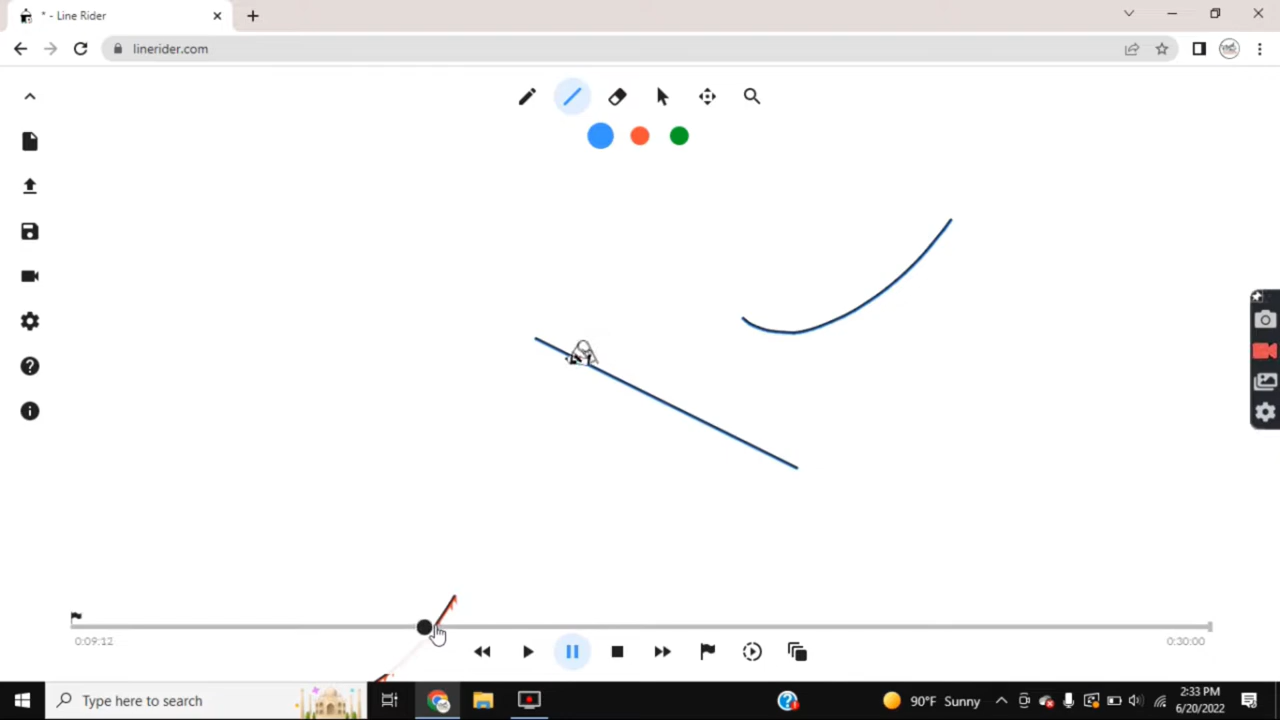 * - Line Rider
linerider.com
0:09:12
0:30:00
Type here to search
90°F Sunny
2:33 PM
6/20/2022